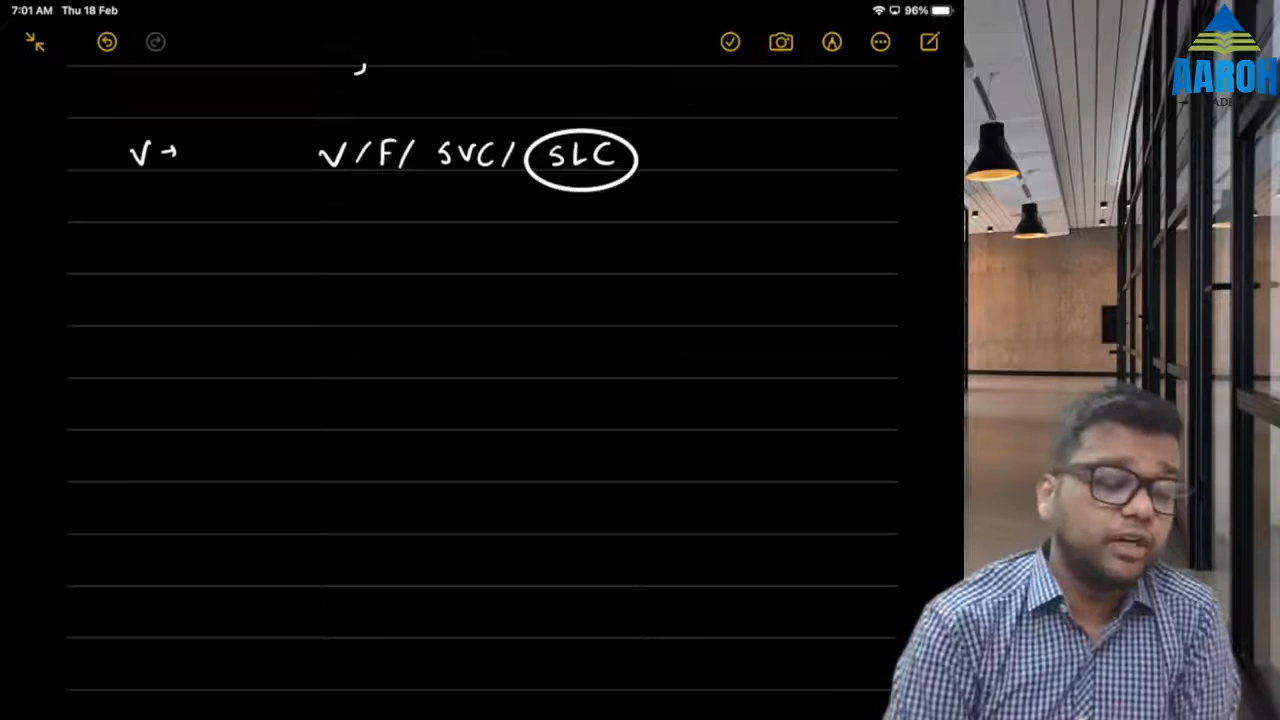 7:01 AM Thu 18 Feb 96%
AAROH
V → V / F / SVC / SLC